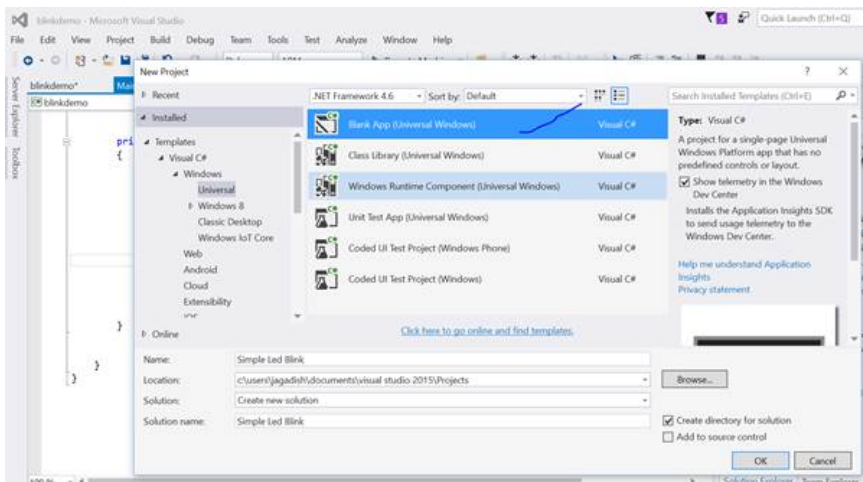 blinkdemo - Microsoft Visual Studio
Quick Launch (Ctrl+Q)
File Edit View Project Build Debug Team Tools Test Analyze Window Help
Server Explorer
Toolbox
blinkdemo*
blinkdemo
pri
{
}
}
}
New Project
? ×
Recent
.NET Framework 4.6
Sort by: Default
Search Installed Templates (Ctrl+E)
Installed
Templates
Visual C#
Windows
Universal
Windows 8
Classic Desktop
Windows IoT Core
Web
Android
Cloud
Extensibility
iOS
Online
Blank App (Universal Windows) Visual C#
Class Library (Universal Windows) Visual C#
Windows Runtime Component (Universal Windows) Visual C#
Unit Test App (Universal Windows) Visual C#
Coded UI Test Project (Windows Phone) Visual C#
Coded UI Test Project (Windows) Visual C#
Click here to go online and find templates.
Type: Visual C#
A project for a single-page Universal
Windows Platform app that has no
predefined controls or layout.
Show telemetry in the Windows
Dev Center
Installs the Application Insights SDK
to send usage telemetry to the
Windows Dev Center.
Help me understand Application
Insights
Privacy statement
Name: Simple Led Blink
Location: c:\users\jagadish\documents\visual studio 2015\Projects
Browse...
Solution: Create new solution
Solution name: Simple Led Blink
Create directory for solution
Add to source control
OK Cancel
Solution Explorer Team Explorer